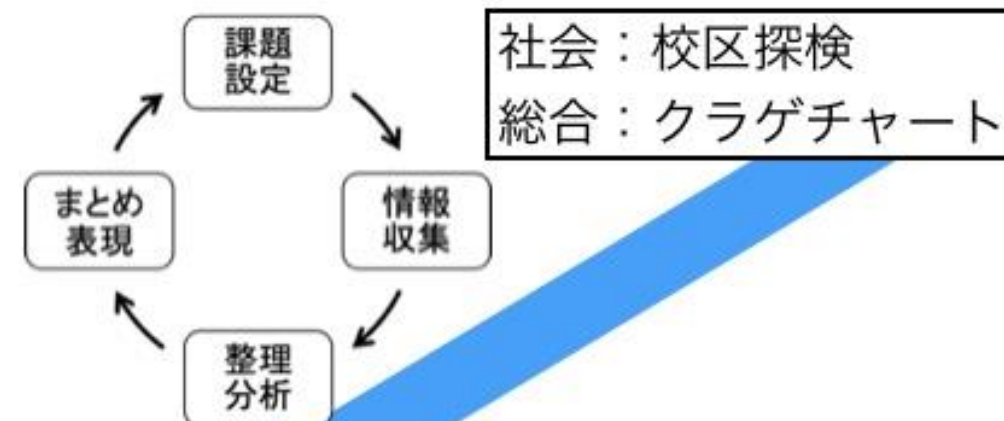 課題
設定
社会：校区探検
総合：クラゲチャート
まとめ
表現
情報
収集
整理
分析